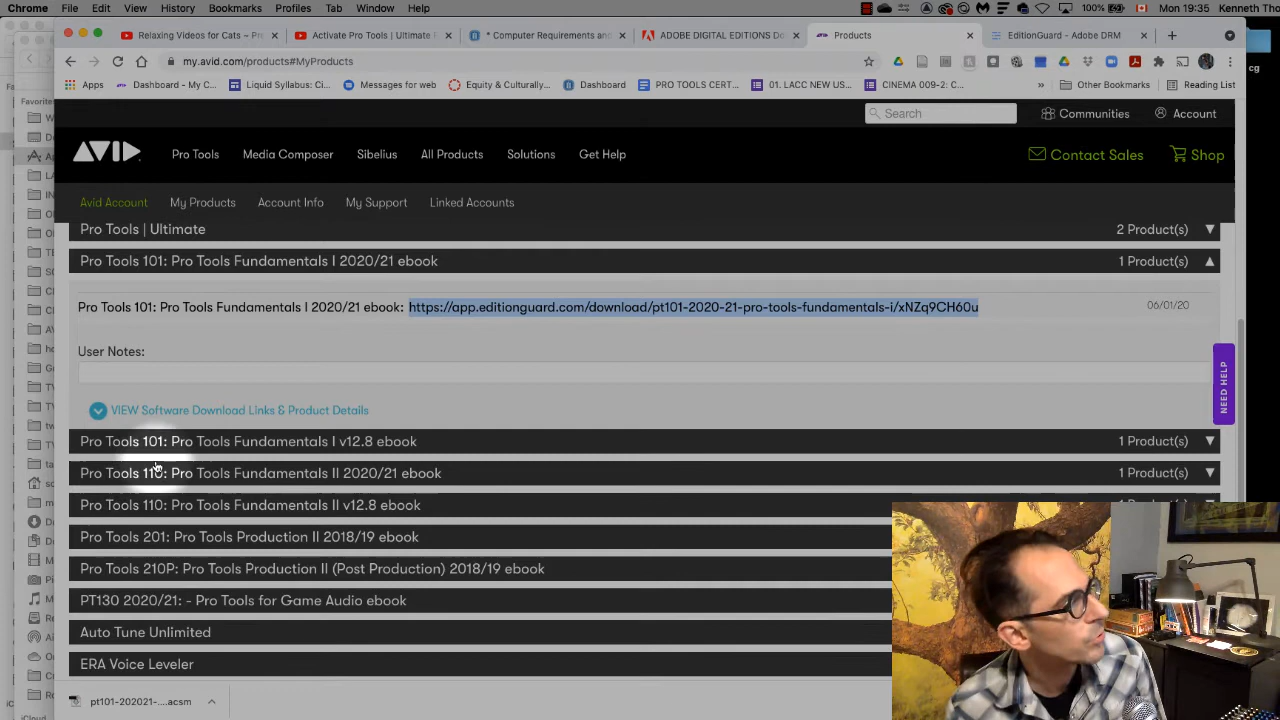 Chrome File Edit View History Bookmarks Profiles Tab Window Help 100% Mon 19:35 Kenneth Tho
Relaxing Videos for Cats ~ Pro Activate Pro Tools | Ultimate F * Computer Requirements and ADOBE DIGITAL EDITIONS Do Products EditionGuard - Adobe DRM
my.avid.com/products#MyProducts
Apps Dashboard - My C... Liquid Syllabus: Ci... Messages for web Equity & Culturally... Dashboard PRO TOOLS CERT... 01. LACC NEW US... CINEMA 009-2: C... » Other Bookmarks Reading List
cg
Favorites
Search Communities Account
AVID Pro Tools Media Composer Sibelius All Products Solutions Get Help Contact Sales Shop
Avid Account My Products Account Info My Support Linked Accounts
Pro Tools | Ultimate 2 Product(s)
Pro Tools 101: Pro Tools Fundamentals I 2020/21 ebook 1 Product(s)
Pro Tools 101: Pro Tools Fundamentals I 2020/21 ebook: https://app.editionguard.com/download/pt101-2020-21-pro-tools-fundamentals-i/xNZq9CH60u 06/01/20
User Notes:
NEED HELP
VIEW Software Download Links & Product Details
Pro Tools 101: Pro Tools Fundamentals I v12.8 ebook 1 Product(s)
Pro Tools 110: Pro Tools Fundamentals II 2020/21 ebook 1 Product(s)
Pro Tools 110: Pro Tools Fundamentals II v12.8 ebook
Pro Tools 201: Pro Tools Production II 2018/19 ebook
Pro Tools 210P: Pro Tools Production II (Post Production) 2018/19 ebook
PT130 2020/21: - Pro Tools for Game Audio ebook
Auto Tune Unlimited
ERA Voice Leveler
pt101-202021-....acsm